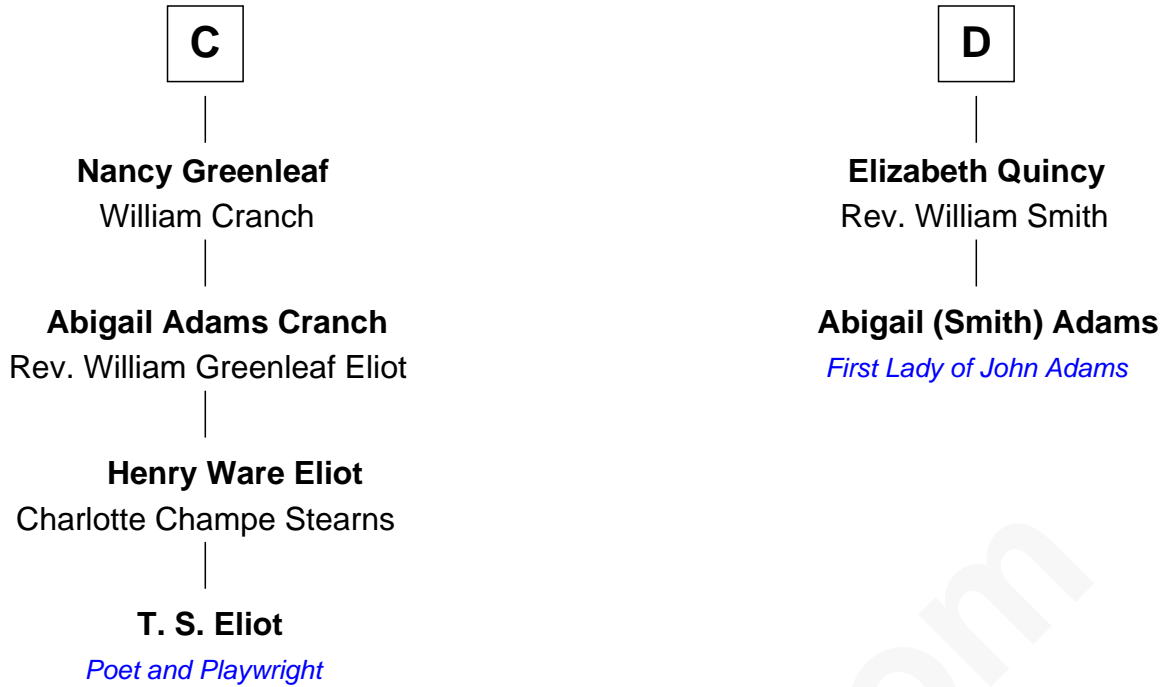 C
Nancy Greenleaf
William Cranch
Abigail Adams Cranch
Rev. William Greenleaf Eliot
Henry Ware Eliot
Charlotte Champe Stearns
T. S. Eliot
Poet and Playwright
D
Elizabeth Quincy
Rev. William Smith
Abigail (Smith) Adams
First Lady of John Adams
om